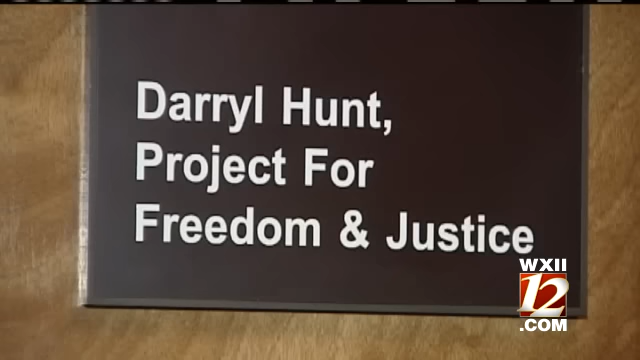 Darryl Hunt,
Project For
Freedom & Justice
WXII
12
.COM